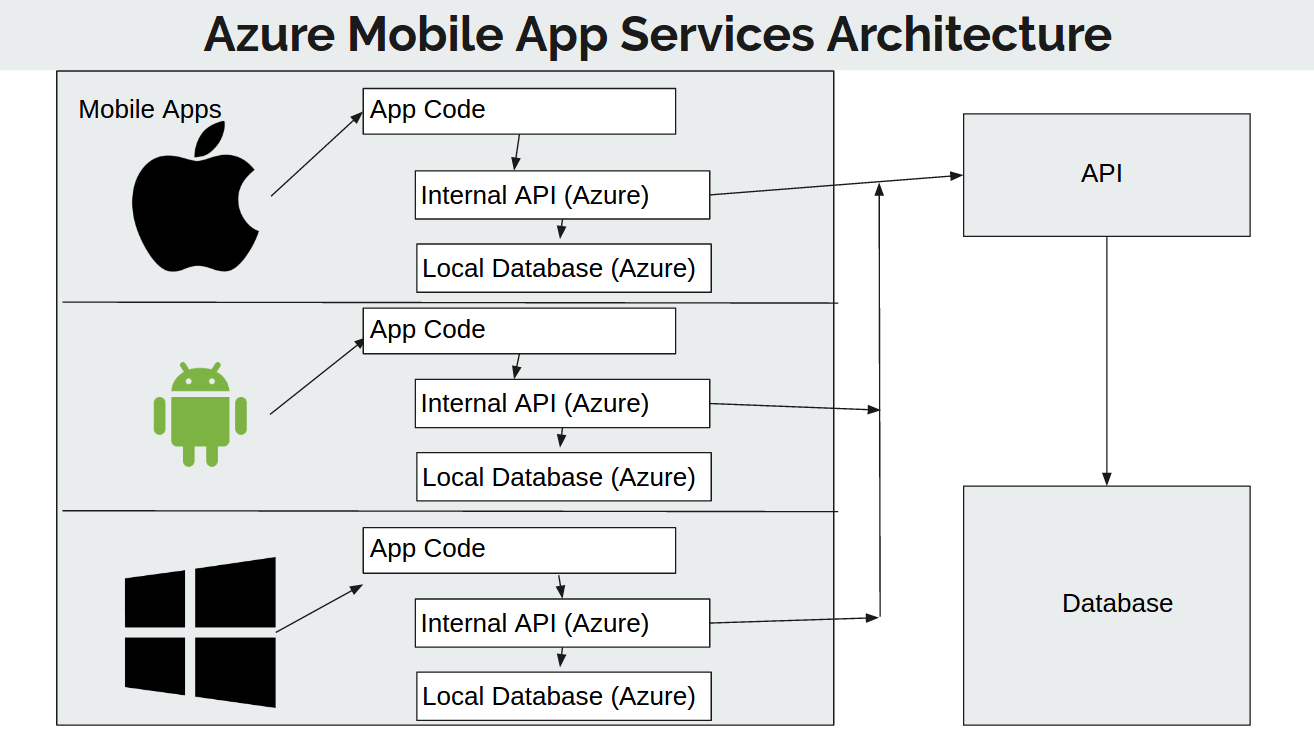 Azure Mobile App Services Architecture
Mobile Apps
App Code
Internal API (Azure)
Local Database (Azure)
App Code
Internal API (Azure)
Local Database (Azure)
App Code
Internal API (Azure)
Local Database (Azure)
API
Database